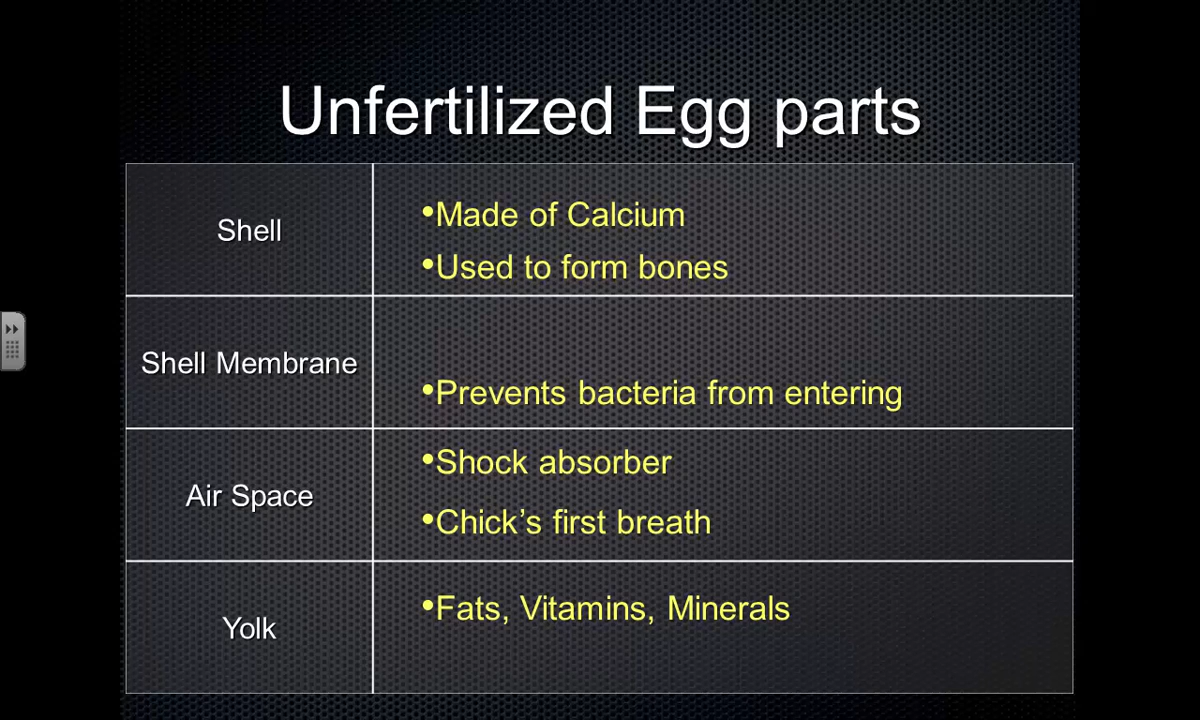 Unfertilized Egg parts
Shell
•Made of Calcium
•Used to form bones
Shell Membrane
•Prevents bacteria from entering
Air Space
•Shock absorber
•Chick’s first breath
Yolk
•Fats, Vitamins, Minerals